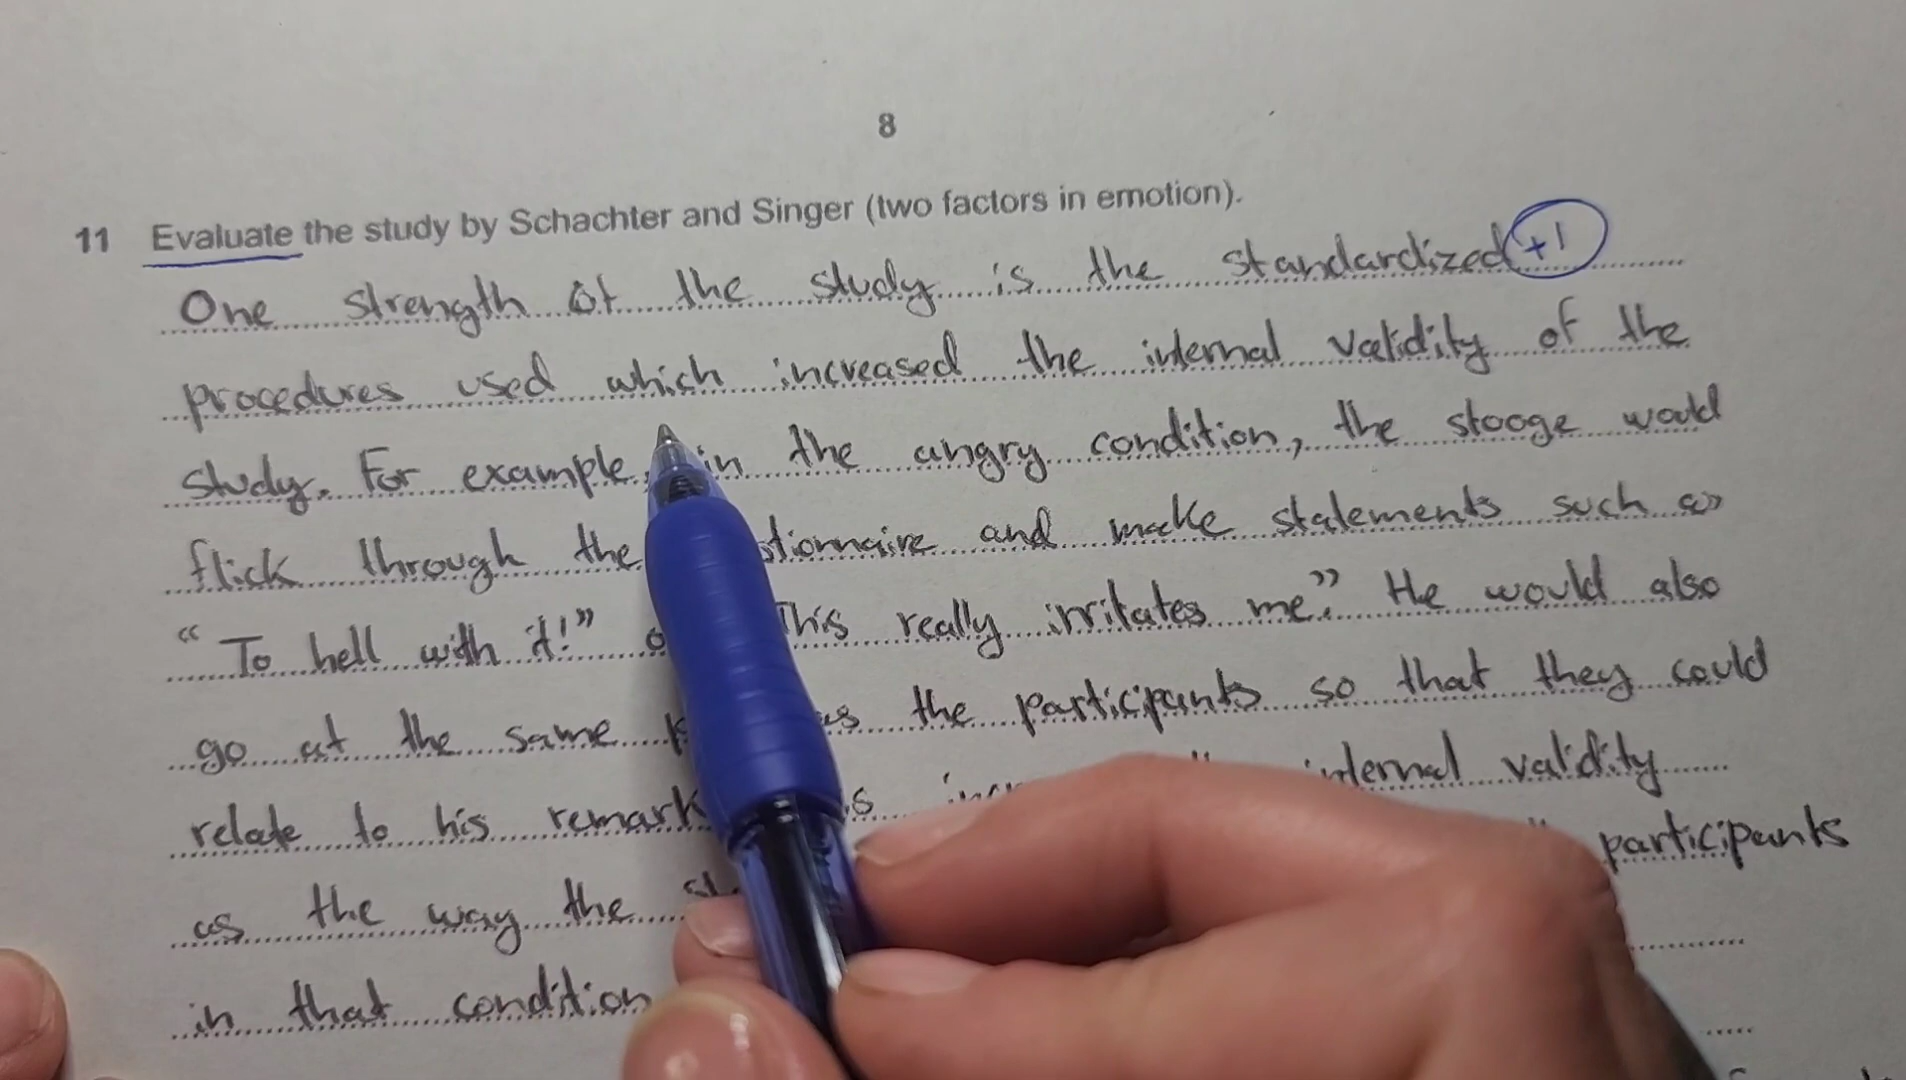 8
11 Evaluate the study by Schachter and Singer (two factors in emotion).
One strength of the study is the standardized +1
procedures used which increased the internal validity of the
study. For example, in the angry condition, the stooge would
flick through the tionnaire and make statements such as
“To hell with it!” This really irritates me.” He would also
go at the same as the participants so that they could
relate to his remark internal validity
participants
as the way the
in that condition